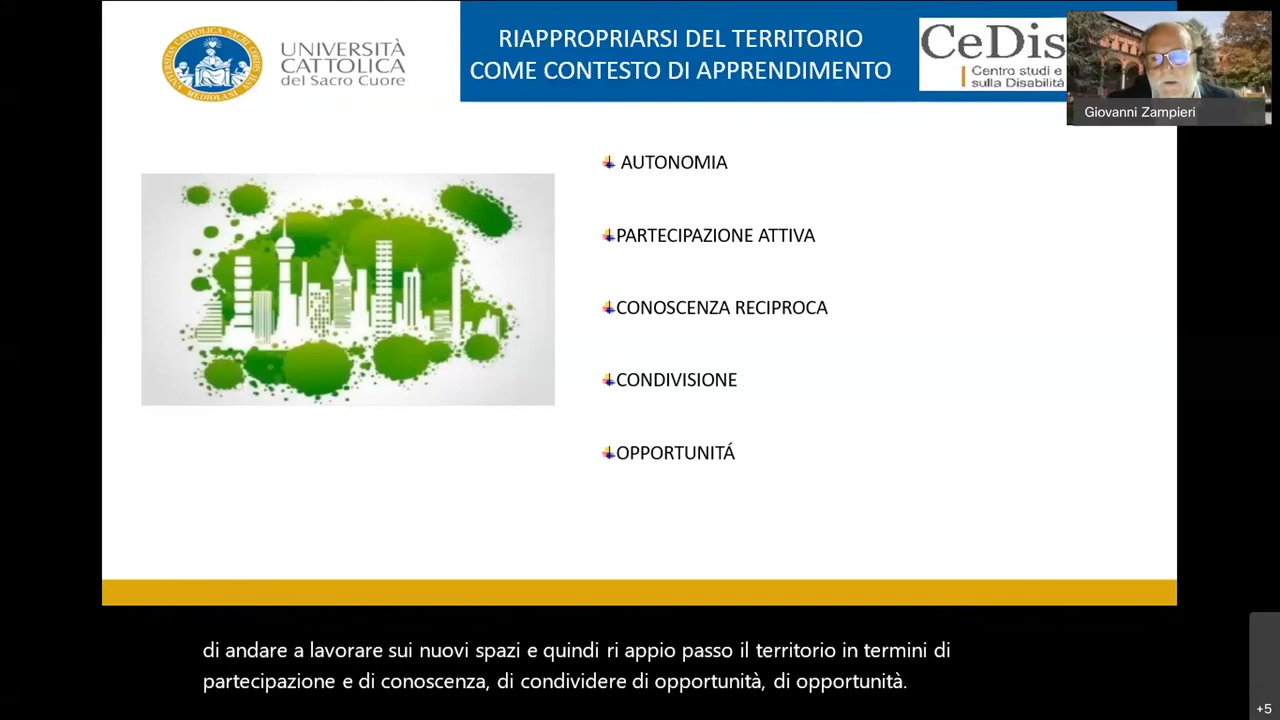 UNIVERSITÀ
CATTOLICA
del Sacro Cuore
RIAPPROPRIARSI DEL TERRITORIO
COME CONTESTO DI APPRENDIMENTO
CeDis
Centro studi e
sulla Disabilità
Giovanni Zampieri
AUTONOMIA
PARTECIPAZIONE ATTIVA
CONOSCENZA RECIPROCA
CONDIVISIONE
OPPORTUNITÁ
di andare a lavorare sui nuovi spazi e quindi ri appio passo il territorio in termini di
partecipazione e di conoscenza, di condividere di opportunità, di opportunità.
+5